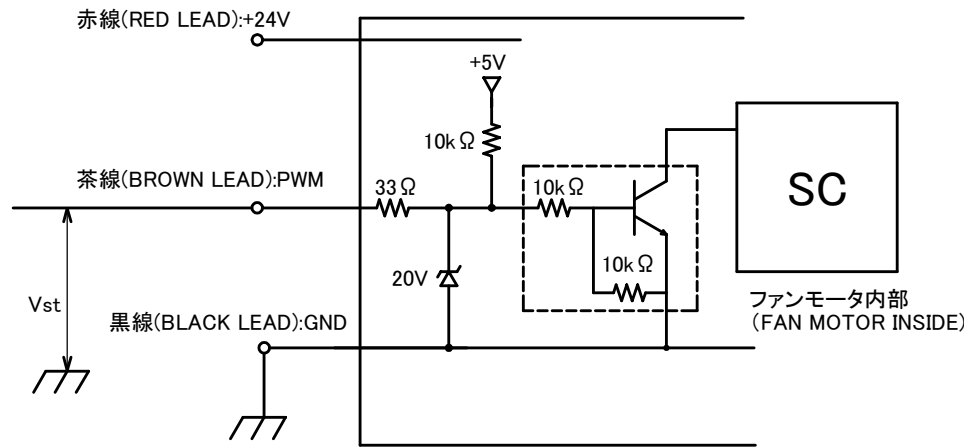 赤線(RED LEAD):+24V
+5V
10kΩ
茶線(BROWN LEAD):PWM
33Ω
10kΩ
SC
20V
10kΩ
Vst
黒線(BLACK LEAD):GND
ファンモータ内部
(FAN MOTOR INSIDE)